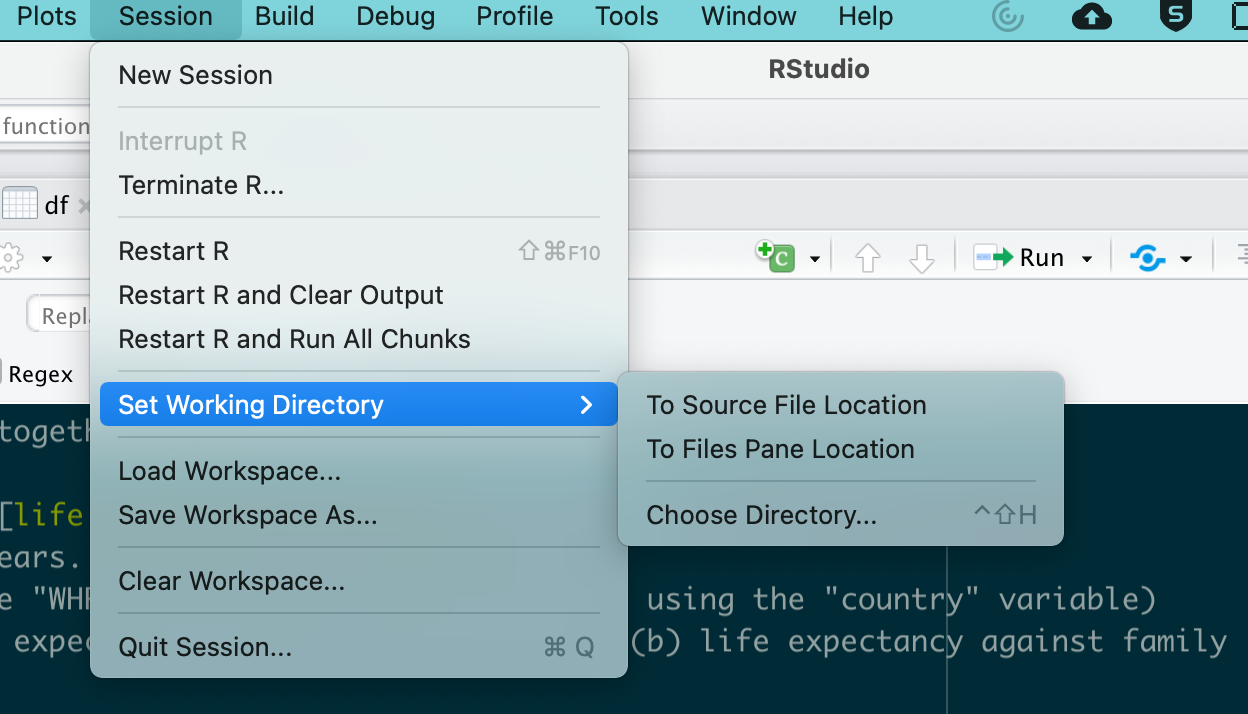 Plots Session Build Debug Profile Tools Window Help
RStudio
New Session
function
Interrupt R
Terminate R...
df
Restart R ⇧⌘F10
Run
Restart R and Clear Output
Repl
Restart R and Run All Chunks
Regex
Set Working Directory
To Source File Location
togeth
To Files Pane Location
Load Workspace...
[life
Save Workspace As...
Choose Directory... ^⇧H
ears.
Clear Workspace...
e "WHR using the "country" variable)
expec (b) life expectancy against family
Quit Session... ⌘ Q